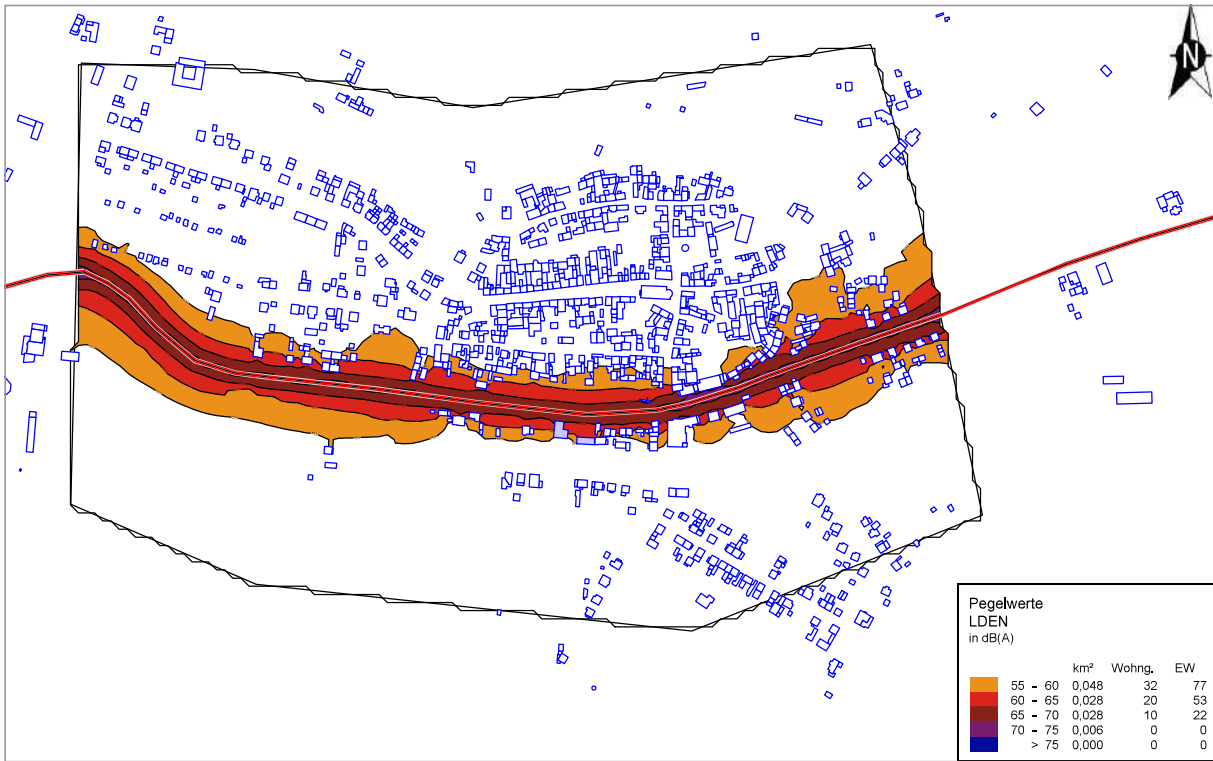 N
Pegelwerte
LDEN
in dB(A)
km² Wohng. EW
55 - 60 0,048 32 77
60 - 65 0,028 20 53
65 - 70 0,028 10 22
70 - 75 0,006 0 0
> 75 0,000 0 0